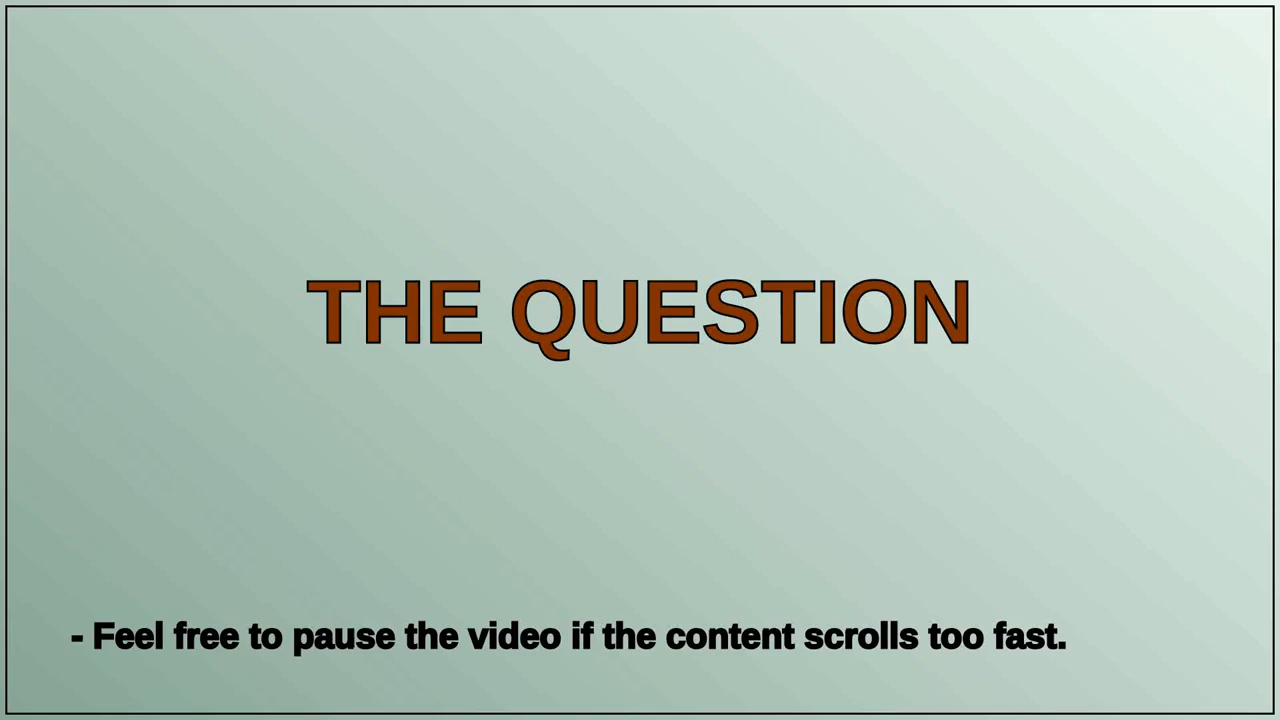 THE QUESTION
- Feel free to pause the video if the content scrolls too fast.